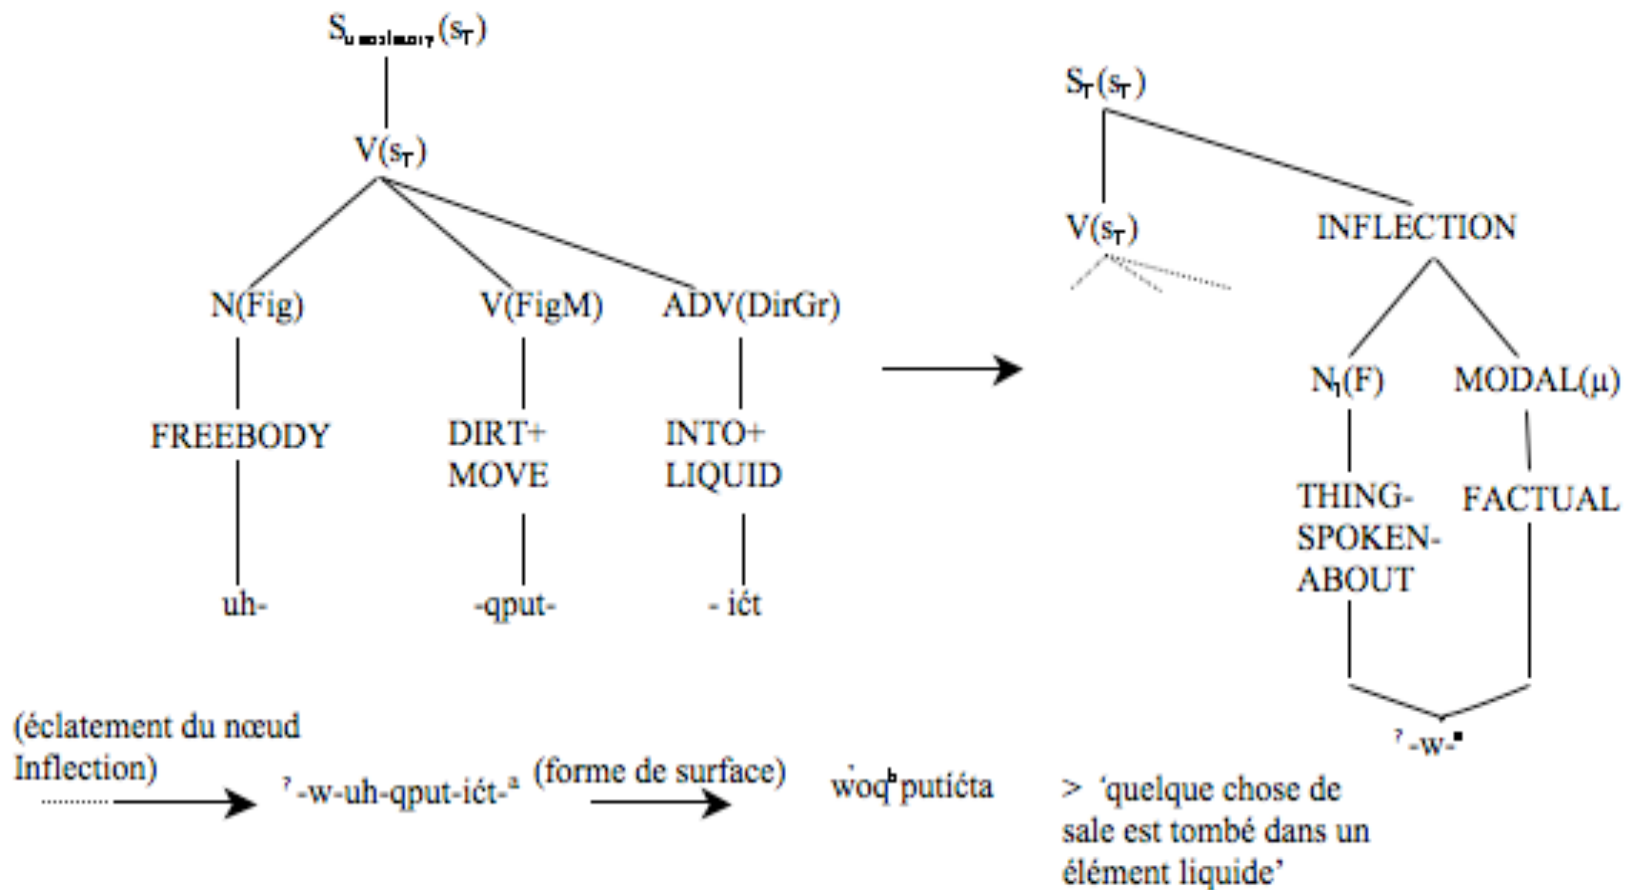 (sT)
ST(sT)
V(sT)
V(sT)
INFLECTION
N(Fig)
V(FigM)
ADV(DirGr)
N1(F)
MODAL(μ)
FREEBODY
DIRT+
MOVE
INTO+
LIQUID
THING-
SPOKEN-
ABOUT
FACTUAL
uh-
-qput-
- ićt
(éclatement du nœud
Inflection)
ˀ-w-uh-qput-ićt-ᵃ
(forme de surface)
ẃoqʰputićta
> ‘quelque chose de
sale est tombé dans un
élément liquide’